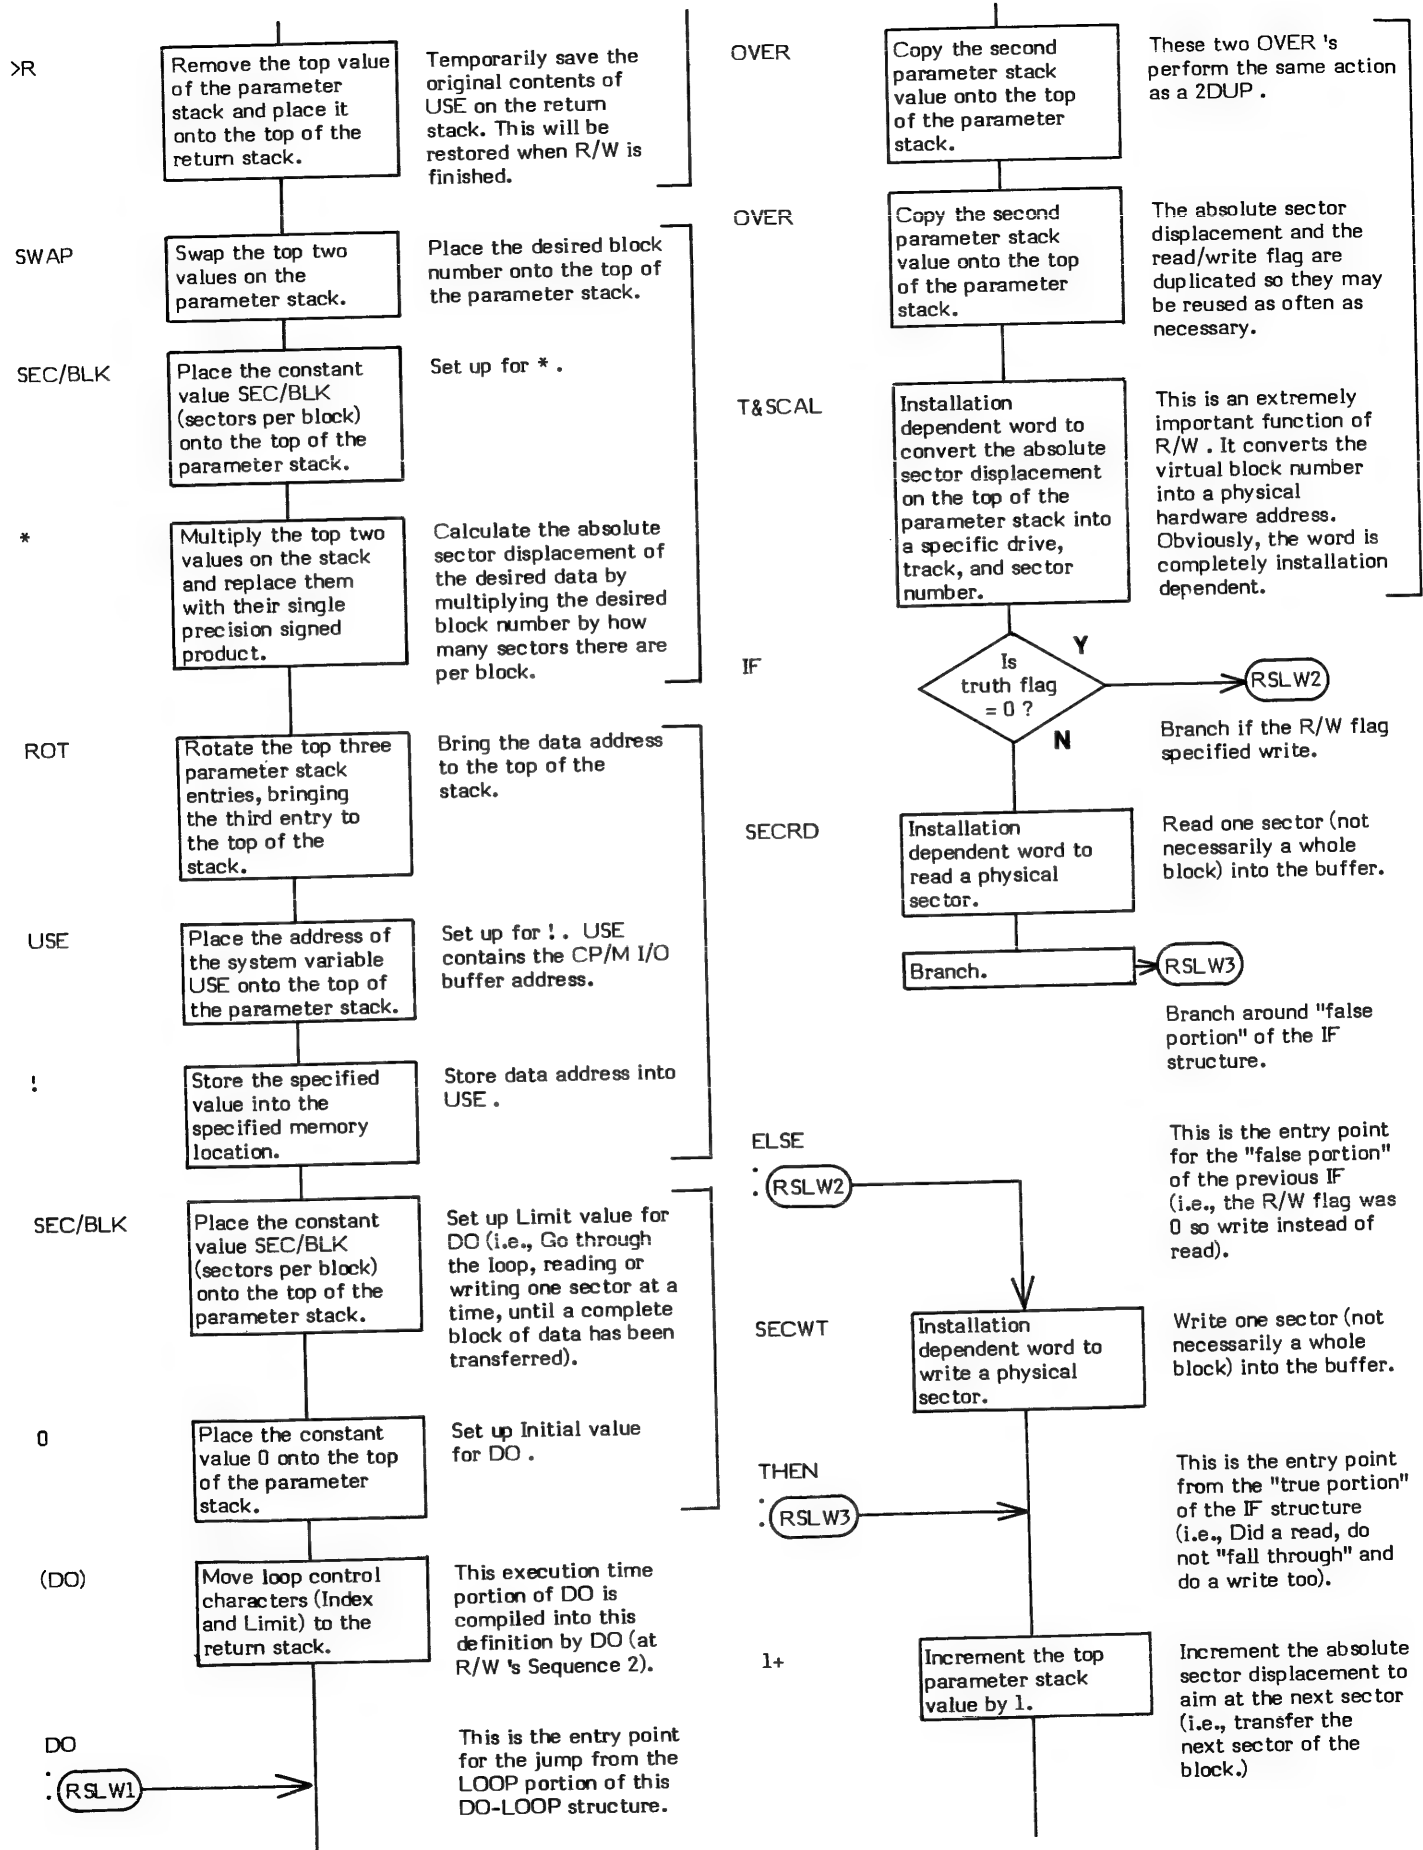 >R
Remove the top value
of the parameter
stack and place it
onto the top of the
return stack.
Temporarily save the
original contents of
USE on the return
stack. This will be
restored when R/W is
finished.
SWAP
Swap the top two
values on the
parameter stack.
Place the desired block
number onto the top of
the parameter stack.
SEC/BLK
Place the constant
value SEC/BLK
(sectors per block)
onto the top of the
parameter stack.
Set up for * .
*
Multiply the top two
values on the stack
and replace them
with their single
precision signed
product.
Calculate the absolute
sector displacement of
the desired data by
multiplying the desired
block number by how
many sectors there are
per block.
ROT
Rotate the top three
parameter stack
entries, bringing
the third entry to
the top of the
stack.
Bring the data address
to the top of the
stack.
USE
Place the address of
the system variable
USE onto the top of
the parameter stack.
Set up for ! . USE
contains the CP/M I/O
buffer address.
!
Store the specified
value into the
specified memory
location.
Store data address into
USE .
SEC/BLK
Place the constant
value SEC/BLK
(sectors per block)
onto the top of the
parameter stack.
Set up Limit value for
DO (i.e., Go through
the loop, reading or
writing one sector at a
time, until a complete
block of data has been
transferred).
0
Place the constant
value 0 onto the top
of the parameter
stack.
Set up Initial value
for DO .
(DO)
Move loop control
characters (Index
and Limit) to the
return stack.
This execution time
portion of DO is
compiled into this
definition by DO (at
R/W 's Sequence 2).
DO
: RSLW1
This is the entry point
for the jump from the
LOOP portion of this
DO-LOOP structure.
OVER
Copy the second
parameter stack
value onto the top
of the parameter
stack.
These two OVER 's
perform the same action
as a 2DUP .
OVER
Copy the second
parameter stack
value onto the top
of the parameter
stack.
The absolute sector
displacement and the
read/write flag are
duplicated so they may
be reused as often as
necessary.
T&SCAL
Installation
dependent word to
convert the absolute
sector displacement
on the top of the
parameter stack into
a specific drive,
track, and sector
number.
This is an extremely
important function of
R/W . It converts the
virtual block number
into a physical
hardware address.
Obviously, the word is
completely installation
dependent.
IF
Is
truth flag
= 0 ?
Y
RSLW2
N
Branch if the R/W flag
specified write.
SECRD
Installation
dependent word to
read a physical
sector.
Read one sector (not
necessarily a whole
block) into the buffer.
Branch.
RSLW3
Branch around "false
portion" of the IF
structure.
ELSE
: RSLW2
This is the entry point
for the "false portion"
of the previous IF
(i.e., the R/W flag was
0 so write instead of
read).
SECWT
Installation
dependent word to
write a physical
sector.
Write one sector (not
necessarily a whole
block) into the buffer.
THEN
: RSLW3
This is the entry point
from the "true portion"
of the IF structure
(i.e., Did a read, do
not "fall through" and
do a write too).
1+
Increment the top
parameter stack
value by 1.
Increment the absolute
sector displacement to
aim at the next sector
(i.e., transfer the
next sector of the
block.)